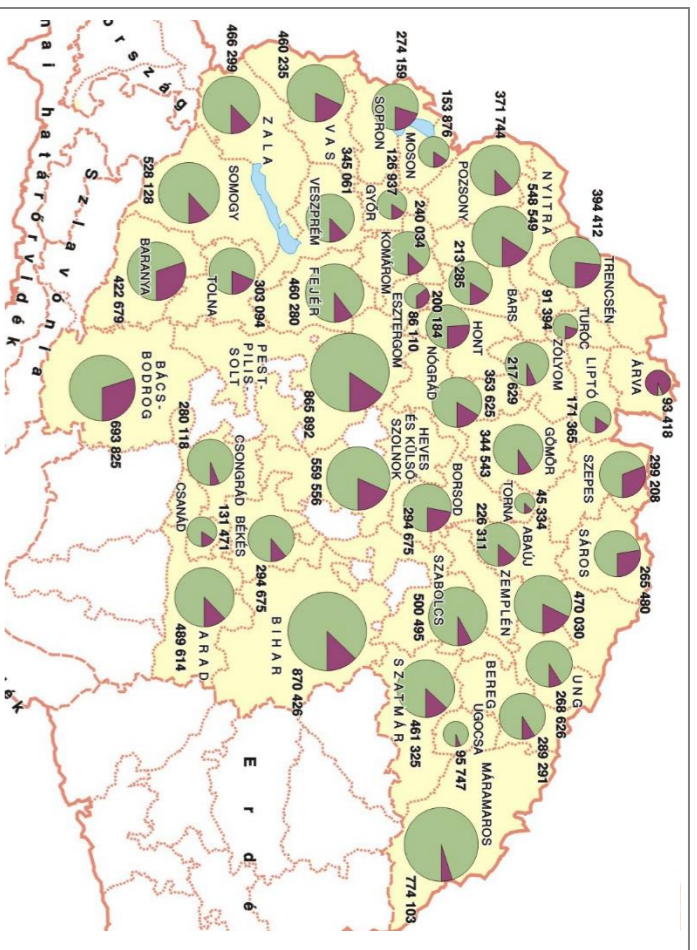 ÁRVA
93 418
SZEPES
299 208
SÁROS
265 480
TRENCSÉN
394 412
TURÓC
91 394
LIPTÓ
171 365
ZÓLYOM
217 629
GÖMÖR
344 543
TORNA
45 334
ABAÚJ
226 311
ZEMPLÉN
470 030
UNG
268 626
BEREG
289 291
UGOCSA
95 747
MÁRAMAROS
774 103
NYITRA
548 549
POZSONY
371 744
BARS
213 285
HONT
200 184
NÓGRÁD
353 625
BORSOD
294 675
SZABOLCS
500 495
SZATMÁR
461 325
MOSON
153 876
SOPRON
274 159
GYŐR
126 937
KOMÁROM
240 034
ESZTERGOM
86 110
HEVES
ÉS KÜLSŐ-
SZOLNOK
559 556
VAS
460 235
VESZPRÉM
345 061
FEJÉR
460 280
PEST-
PILIS-
SOLT
865 892
BIHAR
870 426
ZALA
466 299
SOMOGY
528 128
TOLNA
303 094
BARANYA
422 679
BÁCS-
BODROG
693 825
CSONGRÁD
280 118
BÉKÉS
294 675
CSANÁD
131 471
ARAD
489 614
Erdé
ország
Szlavónia
nai határőrvidék
ék